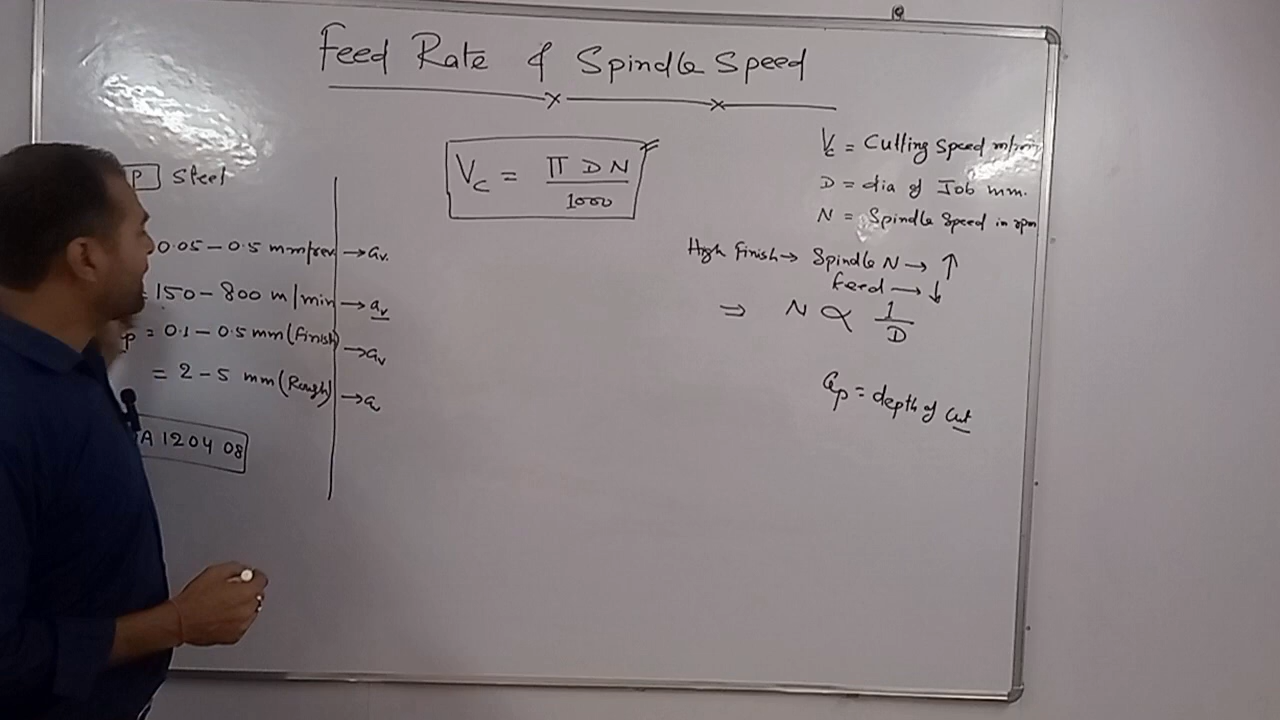 Feed Rate & Spindle Speed
P Steel
0.05 - 0.5 mm/rev → av.
= 150 - 800 m/min → av
p = 0.1 - 0.5 mm (Finish) → av
= 2 - 5 mm (Rough) → a
A 1204 08
Vc = π D N / 1000
Vc = Cutting Speed m/min
D = dia of Job mm.
N = Spindle Speed in rpm
High Finish → Spindle N → ↑
feed → ↓
⇒ N ∝ 1/D
ap = depth of cut